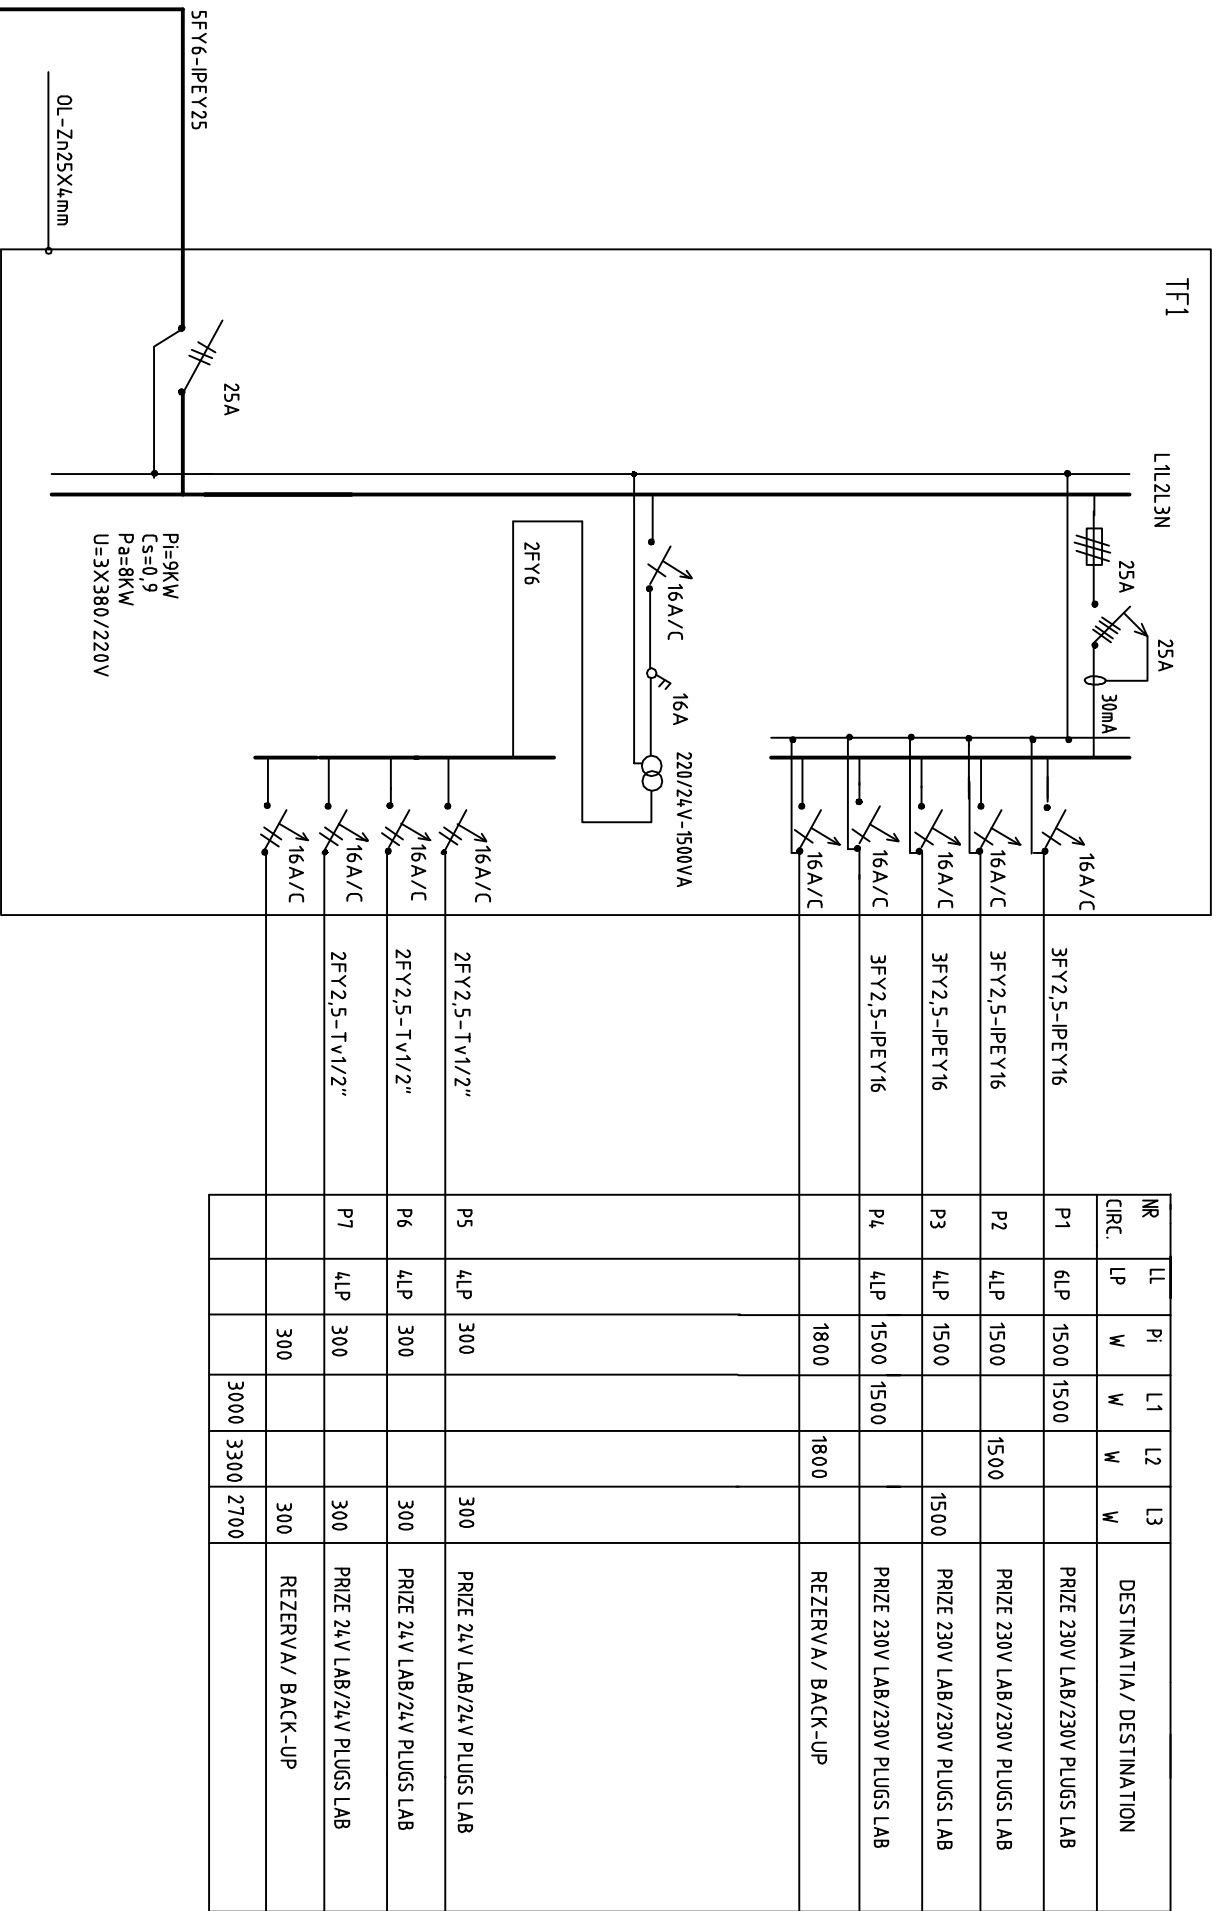 TF1
5FY6-IPEY25
OL-Zn25X4mm
25A
L1L2L3N
25A
25A
30mA
16A/C
16A
220/24V-1500VA
2FY6
Pi=9KW
Cs=0,9
Pa=8KW
U=3X380/220V
16A/C
16A/C
16A/C
16A/C
16A/C
16A/C
16A/C
16A/C
16A/C
3FY2,5-IPEY16
3FY2,5-IPEY16
3FY2,5-IPEY16
3FY2,5-IPEY16
2FY2,5-Tv1/2"
2FY2,5-Tv1/2"
2FY2,5-Tv1/2"
NR LL Pi L1 L2 L3
CIRC. LP W W W W DESTINATIA/ DESTINATION
P1 6LP 1500 1500 PRIZE 230V LAB/230V PLUGS LAB
P2 4LP 1500 1500 PRIZE 230V LAB/230V PLUGS LAB
P3 4LP 1500 1500 PRIZE 230V LAB/230V PLUGS LAB
P4 4LP 1500 1500 PRIZE 230V LAB/230V PLUGS LAB
1800 1800 REZERVA/ BACK-UP
P5 4LP 300 300 PRIZE 24V LAB/24V PLUGS LAB
P6 4LP 300 300 PRIZE 24V LAB/24V PLUGS LAB
P7 4LP 300 300 PRIZE 24V LAB/24V PLUGS LAB
300 300 REZERVA/ BACK-UP
3000 3300 2700